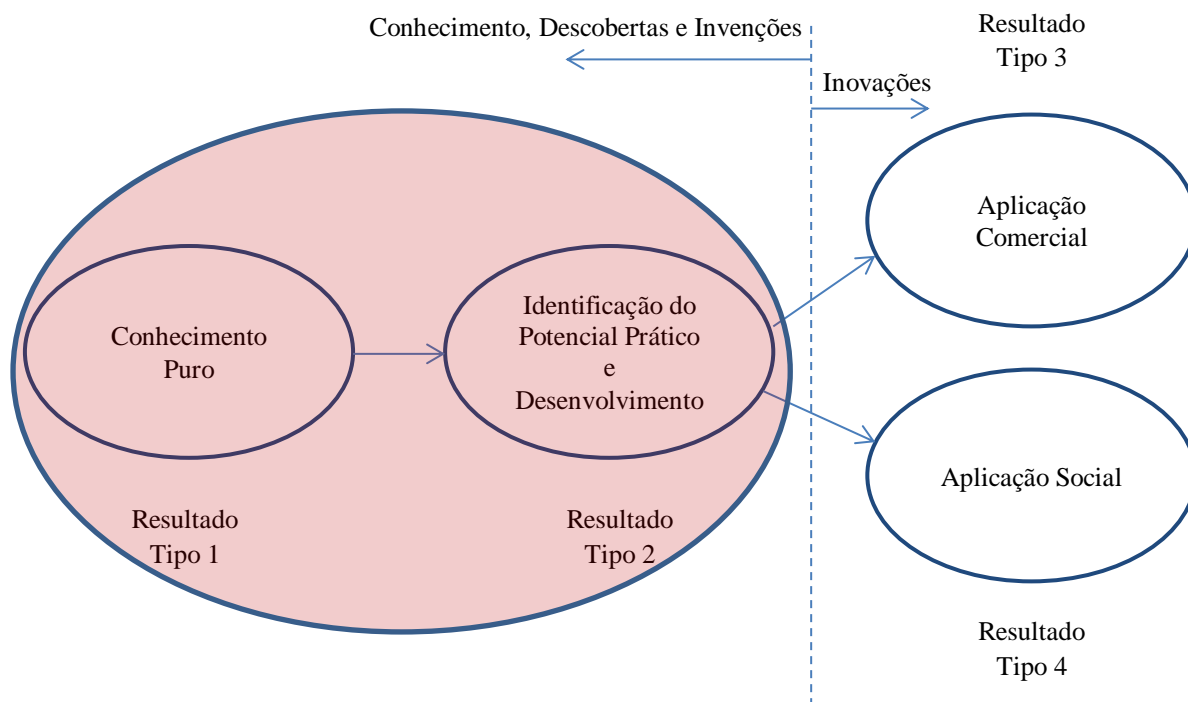 Conhecimento, Descobertas e Invenções
Resultado
Tipo 3
Inovações
Aplicação
Comercial
Conhecimento
Puro
Identificação do
Potencial Prático
e
Desenvolvimento
Aplicação Social
Resultado
Tipo 1
Resultado
Tipo 2
Resultado
Tipo 4